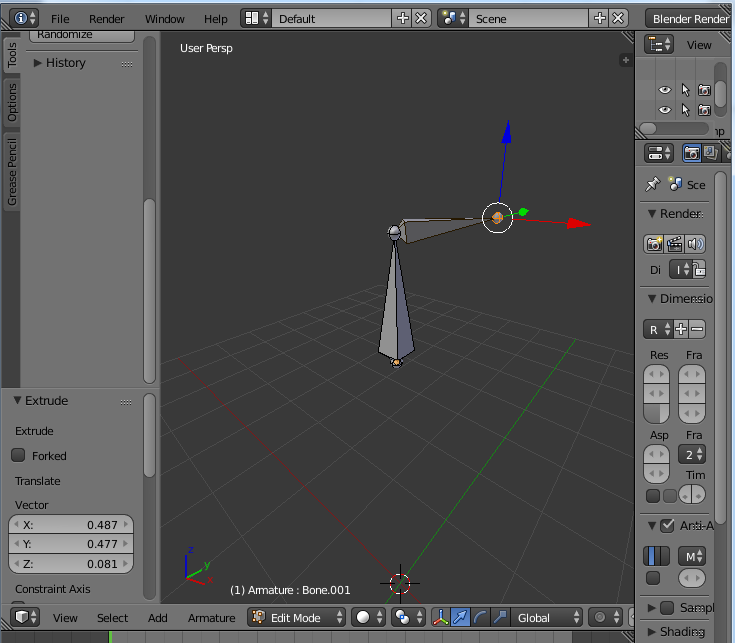 File Render Window Help Default Scene Blender Render
Tools
Options
Grease Pencil
Randomize
History
User Persp
View
Sce
Render
Di
Dimensio
R
Res Fra
Asp Fra
2
Tim
Anti-A
M
Sampl
Shading
Extrude
Extrude
Forked
Translate
Vector
X: 0.487
Y: 0.477
Z: 0.081
Constraint Axis
z
y
x
(1) Armature : Bone.001
View Select Add Armature Edit Mode Global